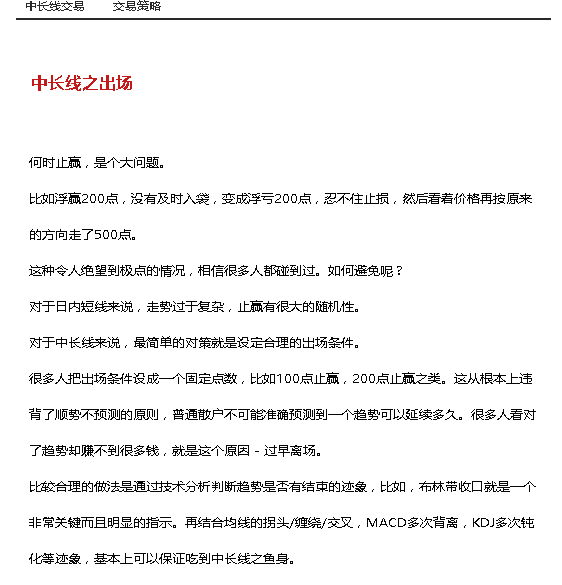 中长线交易 交易策略
中长线之出场
何时止赢，是个大问题。
比如浮赢200点，没有及时入袋，变成浮亏200点，忍不住止损，然后看着价格再按原来
的方向走了500点。
这种令人绝望到极点的情况，相信很多人都碰到过。如何避免呢？
对于日内短线来说，走势过于复杂，止赢有很大的随机性。
对于中长线来说，最简单的对策就是设定合理的出场条件。
很多人把出场条件设成一个固定点数，比如100点止赢，200点止赢之类。这从根本上违
背了顺势不预测的原则，普通散户不可能准确预测到一个趋势可以延续多久。很多人看对
了趋势却赚不到很多钱，就是这个原因 - 过早离场。
比较合理的做法是通过技术分析判断趋势是否有结束的迹象，比如，布林带收口就是一个
非常关键而且明显的指示。再结合均线的拐头/缠绕/交叉，MACD多次背离，KDJ多次钝
化等迹象，基本上可以保证吃到中长线之鱼身。